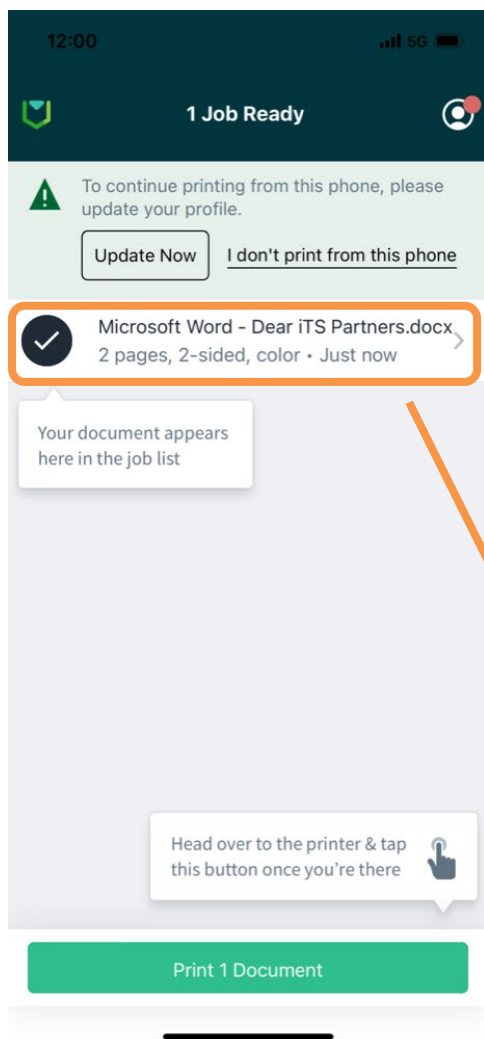 12:00 5G
1 Job Ready
To continue printing from this phone, please
update your profile.
Update Now I don't print from this phone
Microsoft Word - Dear iTS Partners.docx
2 pages, 2-sided, color • Just now
Your document appears
here in the job list
Head over to the printer & tap
this button once you're there
Print 1 Document